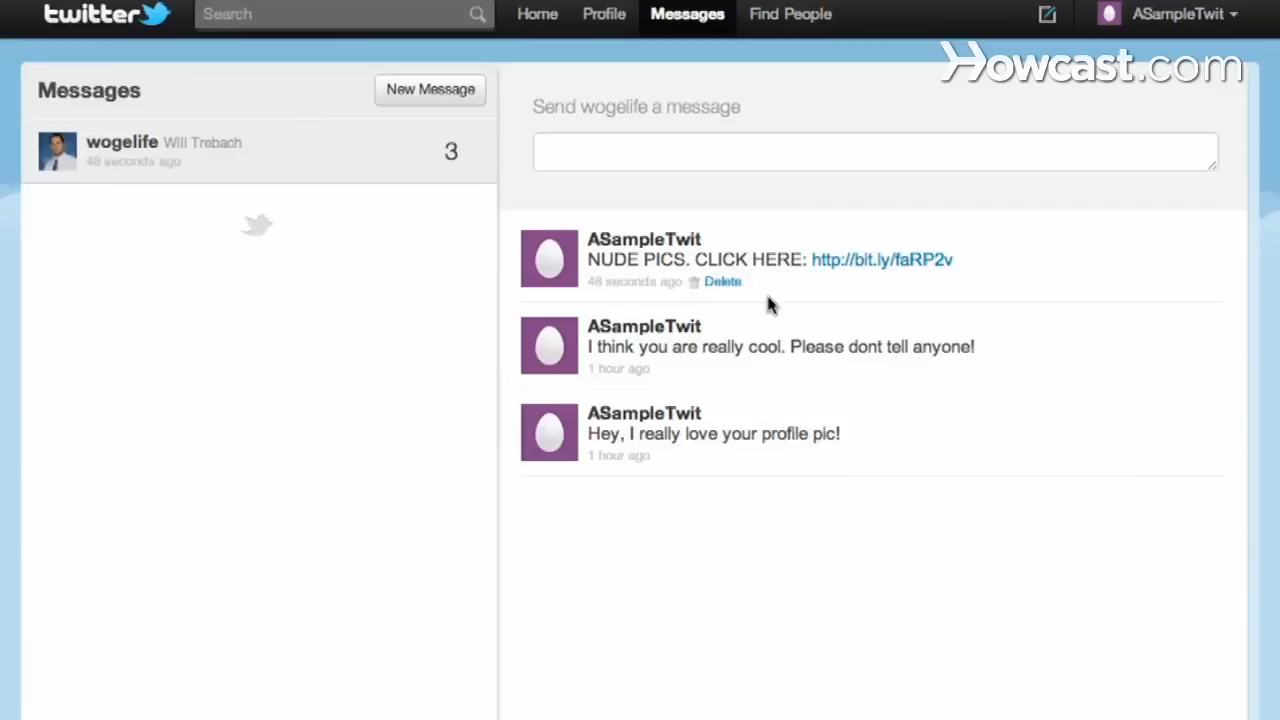 twitter
Search
Home
Profile
Messages
Find People
ASampleTwit
Howcast.com
Messages
New Message
wogelife Will Trebach
48 seconds ago
3
Send wogelife a message
ASampleTwit
NUDE PICS. CLICK HERE: http://bit.ly/faRP2v
48 seconds ago Delete
ASampleTwit
I think you are really cool. Please dont tell anyone!
1 hour ago
ASampleTwit
Hey, I really love your profile pic!
1 hour ago